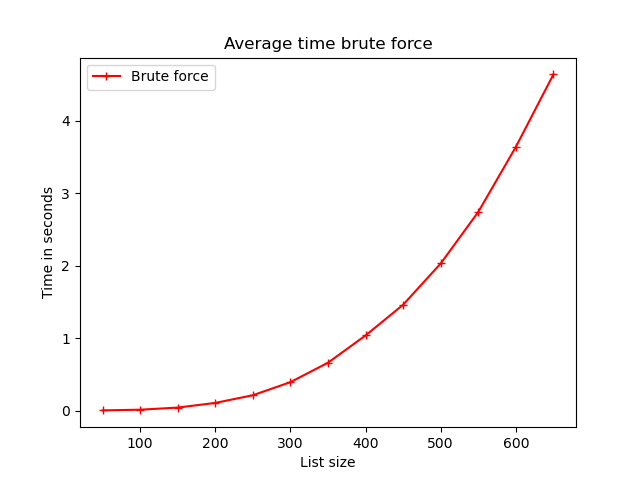 Average time brute force
Brute force
4
3
2
1
0
Time in seconds
100 200 300 400 500 600
List size